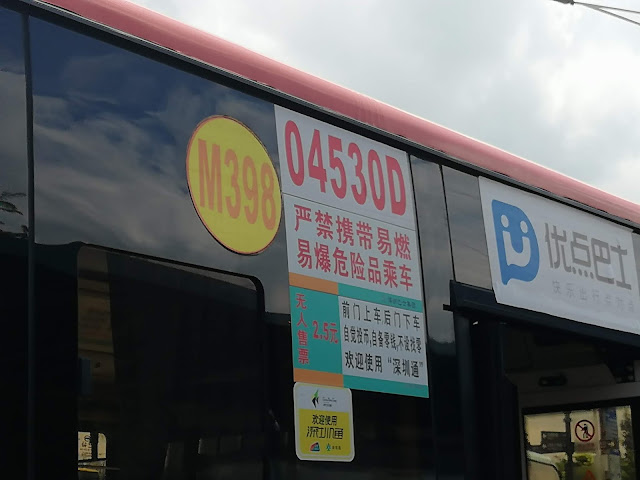 M398
04530D
严禁携带易燃
易爆危险品乘车
无人售票
2.5元
前门上车后门下车
自觉投币,自备零钱,不设找零
欢迎使用“深圳通”
欢迎使用
优点巴士